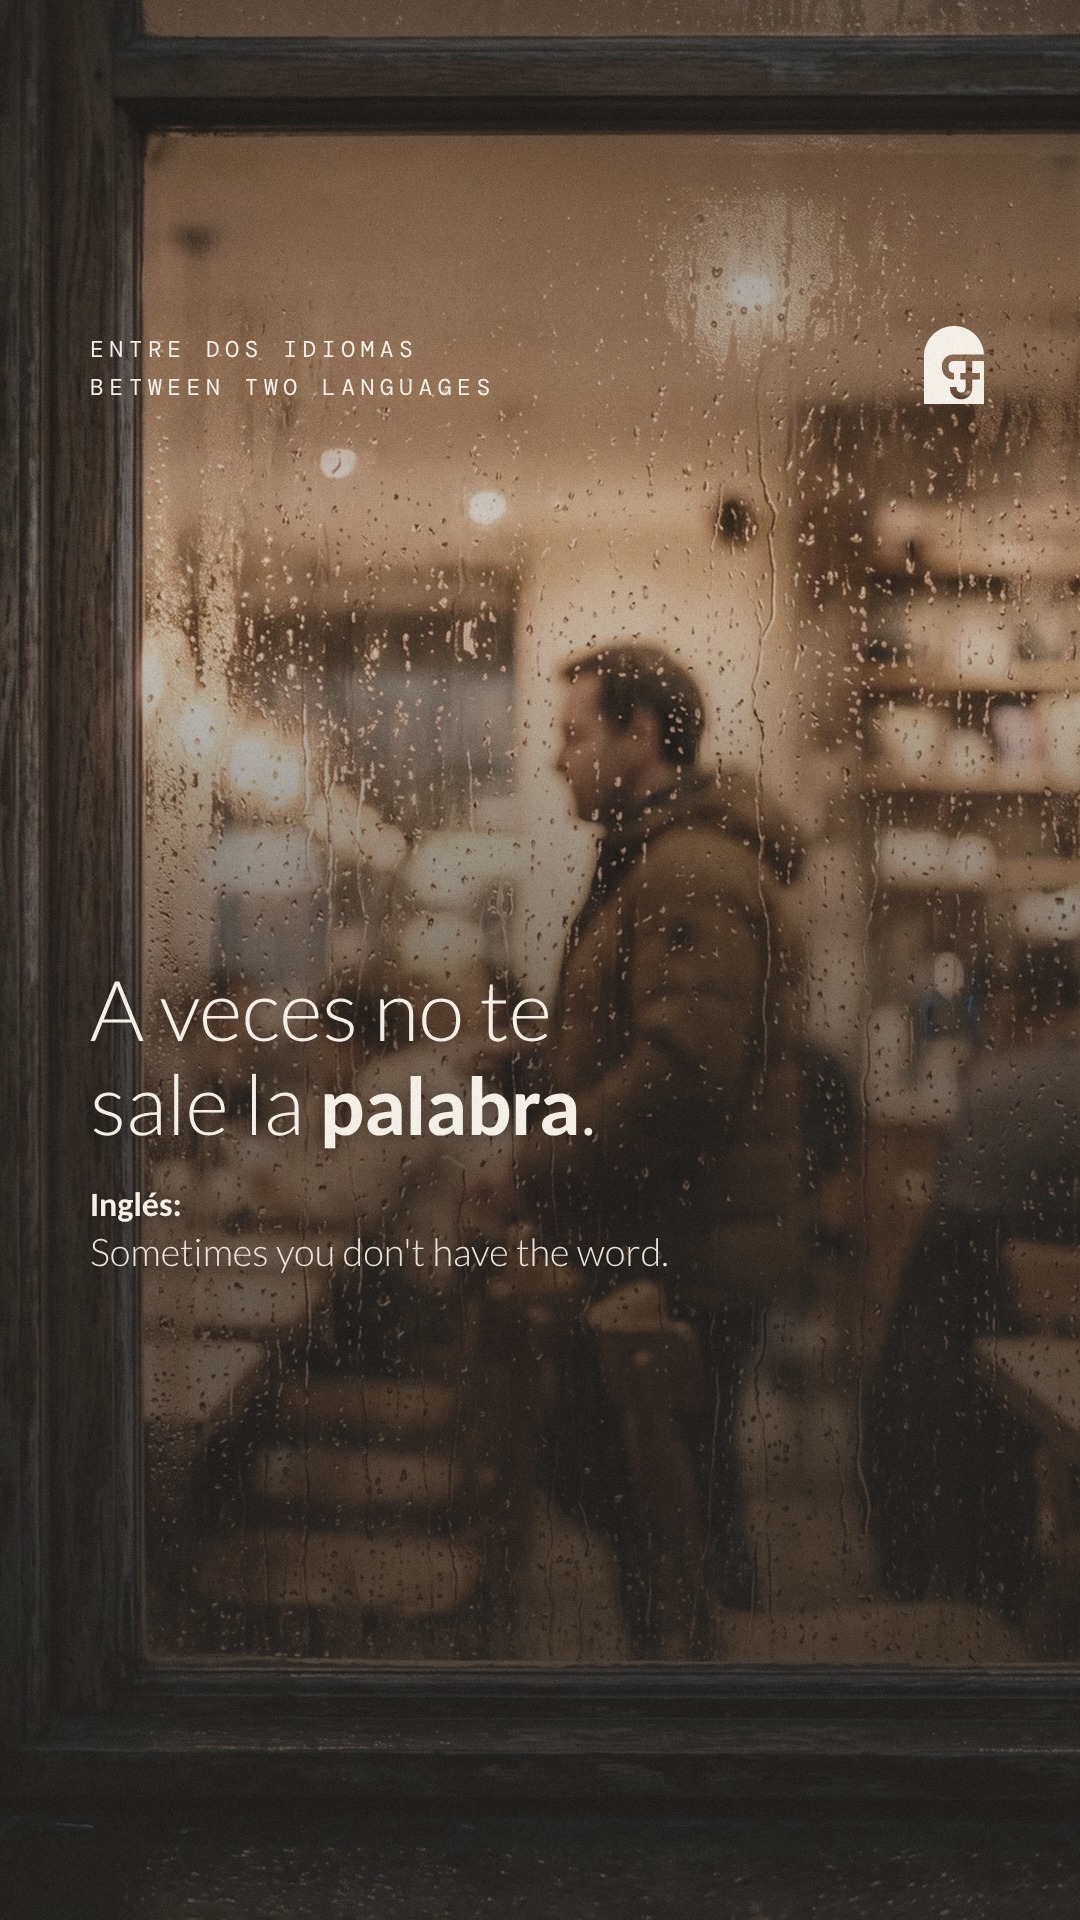 ENTRE DOS IDIOMAS
BETWEEN TWO LANGUAGES
A veces no te
sale la palabra.
Inglés:
Sometimes you don't have the word.